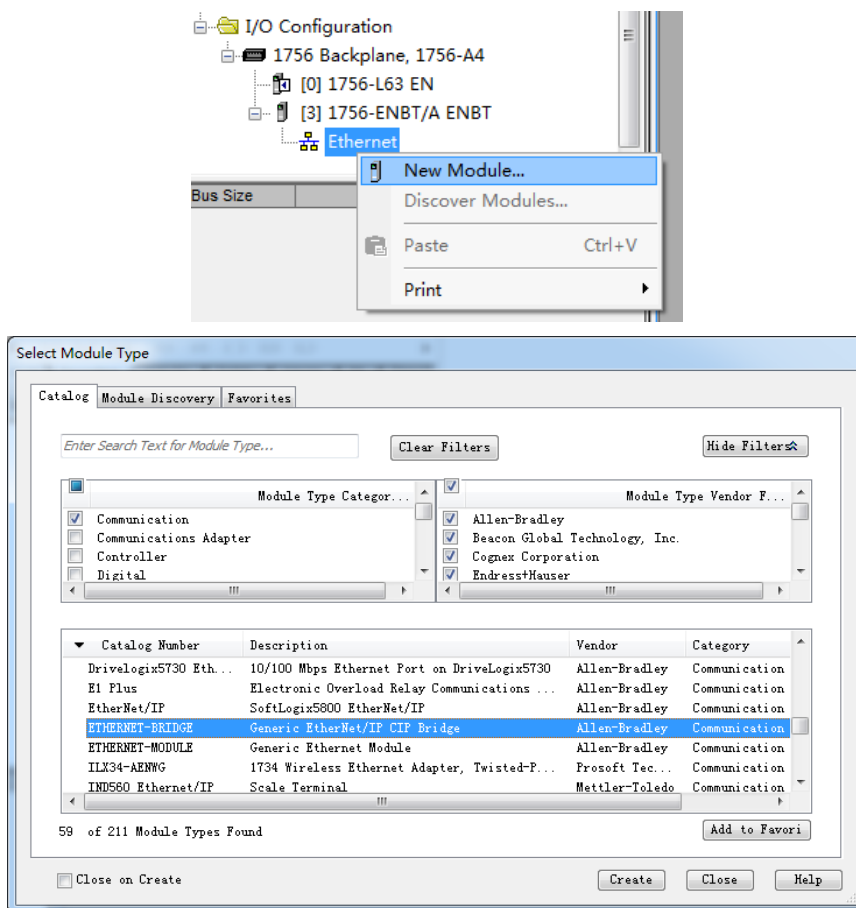 I/O Configuration
1756 Backplane, 1756-A4
[0] 1756-L63 EN
[3] 1756-ENBT/A ENBT
Ethernet
New Module...
Bus Size
Discover Modules...
Paste Ctrl+V
Print
Select Module Type
Catalog Module Discovery Favorites
Enter Search Text for Module Type...
Clear Filters
Hide Filters
Module Type Categor... Module Type Vendor F...
Communication Allen-Bradley
Communications Adapter Beacon Global Technology, Inc.
Controller Cognex Corporation
Digital Endress+Hauser
Catalog Number Description Vendor Category
Drivelogix5730 Eth... 10/100 Mbps Ethernet Port on DriveLogix5730 Allen-Bradley Communication
E1 Plus Electronic Overload Relay Communications ... Allen-Bradley Communication
EtherNet/IP SoftLogix5800 EtherNet/IP Allen-Bradley Communication
ETHERNET-BRIDGE Generic EtherNet/IP CIP Bridge Allen-Bradley Communication
ETHERNET-MODULE Generic Ethernet Module Allen-Bradley Communication
ILX34-AENWG 1734 Wireless Ethernet Adapter, Twisted-P... Prosoft Tec... Communication
IND560 Ethernet/IP Scale Terminal Mettler-Toledo Communication
59 of 211 Module Types Found
Add to Favori
Close on Create
Create Close Help